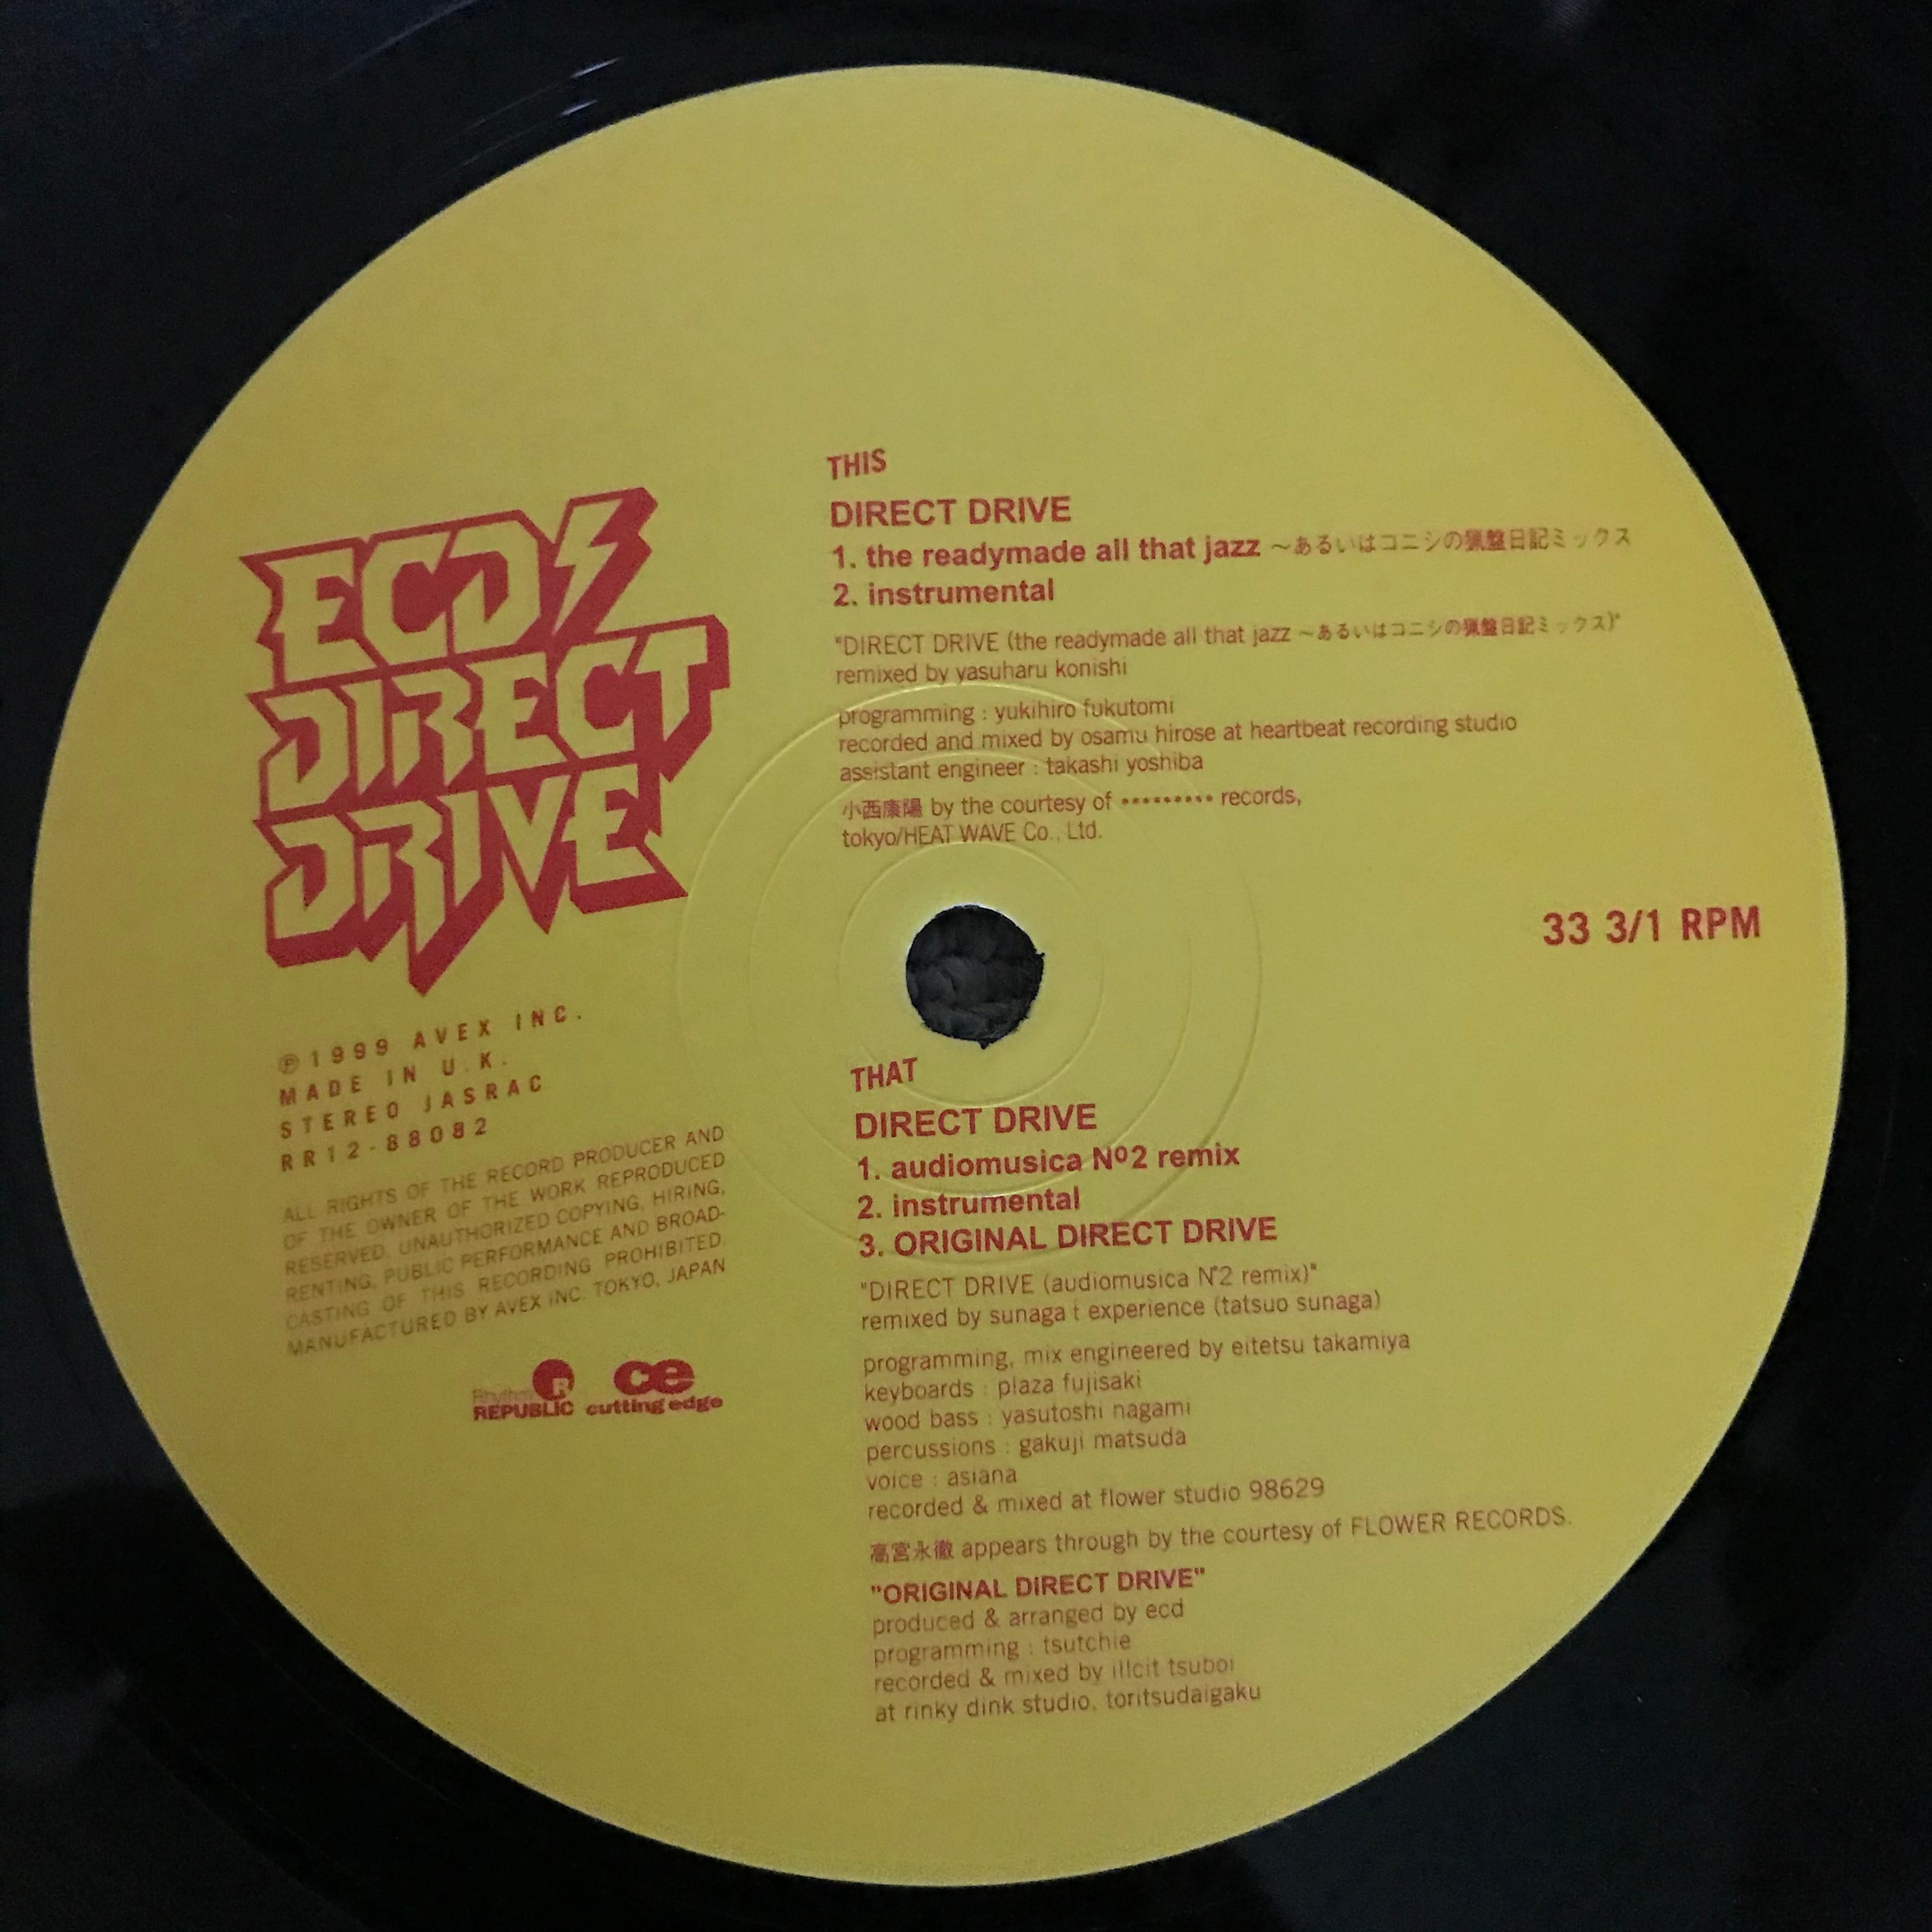 ECD
DIRECT
DRIVE
℗1999 AVEX INC.
MADE IN U.K.
STEREO JASRAC
RR12-88082
ALL RIGHTS OF THE RECORD PRODUCER AND
OF THE OWNER OF THE WORK REPRODUCED
RESERVED. UNAUTHORIZED COPYING, HIRING,
RENTING, PUBLIC PERFORMANCE AND BROAD-
CASTING OF THIS RECORDING PROHIBITED.
MANUFACTURED BY AVEX INC. TOKYO, JAPAN
Rhythm R
REPUBLIC
ce
cutting edge
THIS
DIRECT DRIVE
1. the readymade all that jazz ～あるいはコニシの猟盤日記ミックス
2. instrumental
"DIRECT DRIVE (the readymade all that jazz ～あるいはコニシの猟盤日記ミックス)"
remixed by yasuharu konishi
programming : yukihiro fukutomi
recorded and mixed by osamu hirose at heartbeat recording studio
assistant engineer : takashi yoshiba
小西康陽 by the courtesy of ********* records,
tokyo/HEAT WAVE Co., Ltd.
33 3/1 RPM
THAT
DIRECT DRIVE
1. audiomusica Nº2 remix
2. instrumental
3. ORIGINAL DIRECT DRIVE
"DIRECT DRIVE (audiomusica N°2 remix)"
remixed by sunaga t experience (tatsuo sunaga)
programming, mix engineered by eitetsu takamiya
keyboards : plaza fujisaki
wood bass : yasutoshi nagami
percussions : gakuji matsuda
voice : asiana
recorded & mixed at flower studio 98629
高宮永徹 appears through by the courtesy of FLOWER RECORDS.
"ORIGINAL DIRECT DRIVE"
produced & arranged by ecd
programming : tsutchie
recorded & mixed by illcit tsuboi
at rinky dink studio, toritsudaigaku